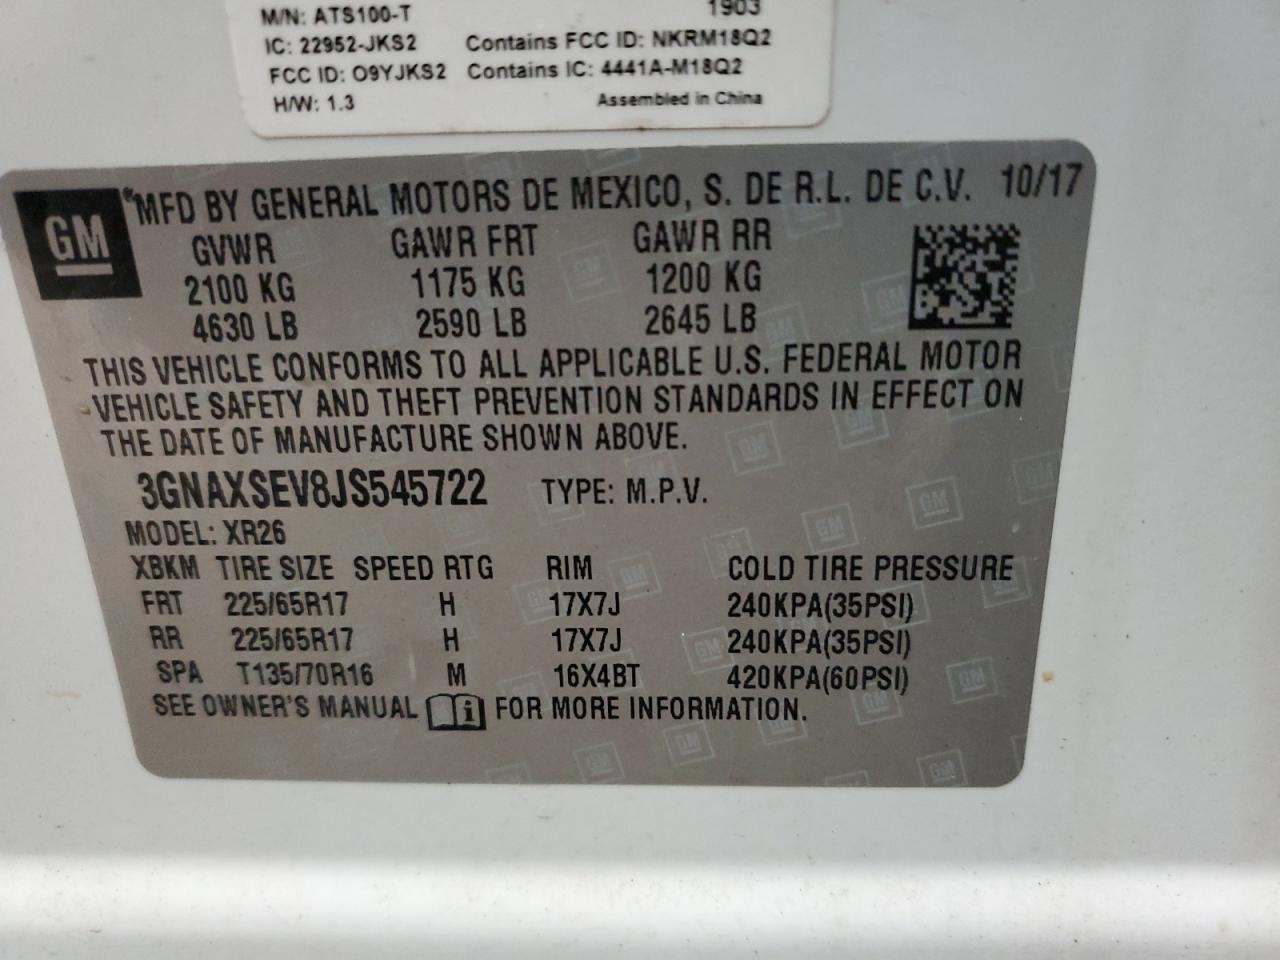 M/N: ATS100-T 1903
IC: 22952-JKS2 Contains FCC ID: NKRM18Q2
FCC ID: O9YJKS2 Contains IC: 4441A-M18Q2
H/W: 1.3 Assembled in China
GM
MFD BY GENERAL MOTORS DE MEXICO, S. DE R.L. DE C.V. 10/17
GVWR GAWR FRT GAWR RR
2100 KG 1175 KG 1200 KG
4630 LB 2590 LB 2645 LB
THIS VEHICLE CONFORMS TO ALL APPLICABLE U.S. FEDERAL MOTOR
VEHICLE SAFETY AND THEFT PREVENTION STANDARDS IN EFFECT ON
THE DATE OF MANUFACTURE SHOWN ABOVE.
3GNAXSEV8JS545722 TYPE: M.P.V.
MODEL: XR26
XBKM TIRE SIZE SPEED RTG RIM COLD TIRE PRESSURE
FRT 225/65R17 H 17X7J 240KPA(35PSI)
RR 225/65R17 H 17X7J 240KPA(35PSI)
SPA T135/70R16 M 16X4BT 420KPA(60PSI)
SEE OWNER'S MANUAL i FOR MORE INFORMATION.